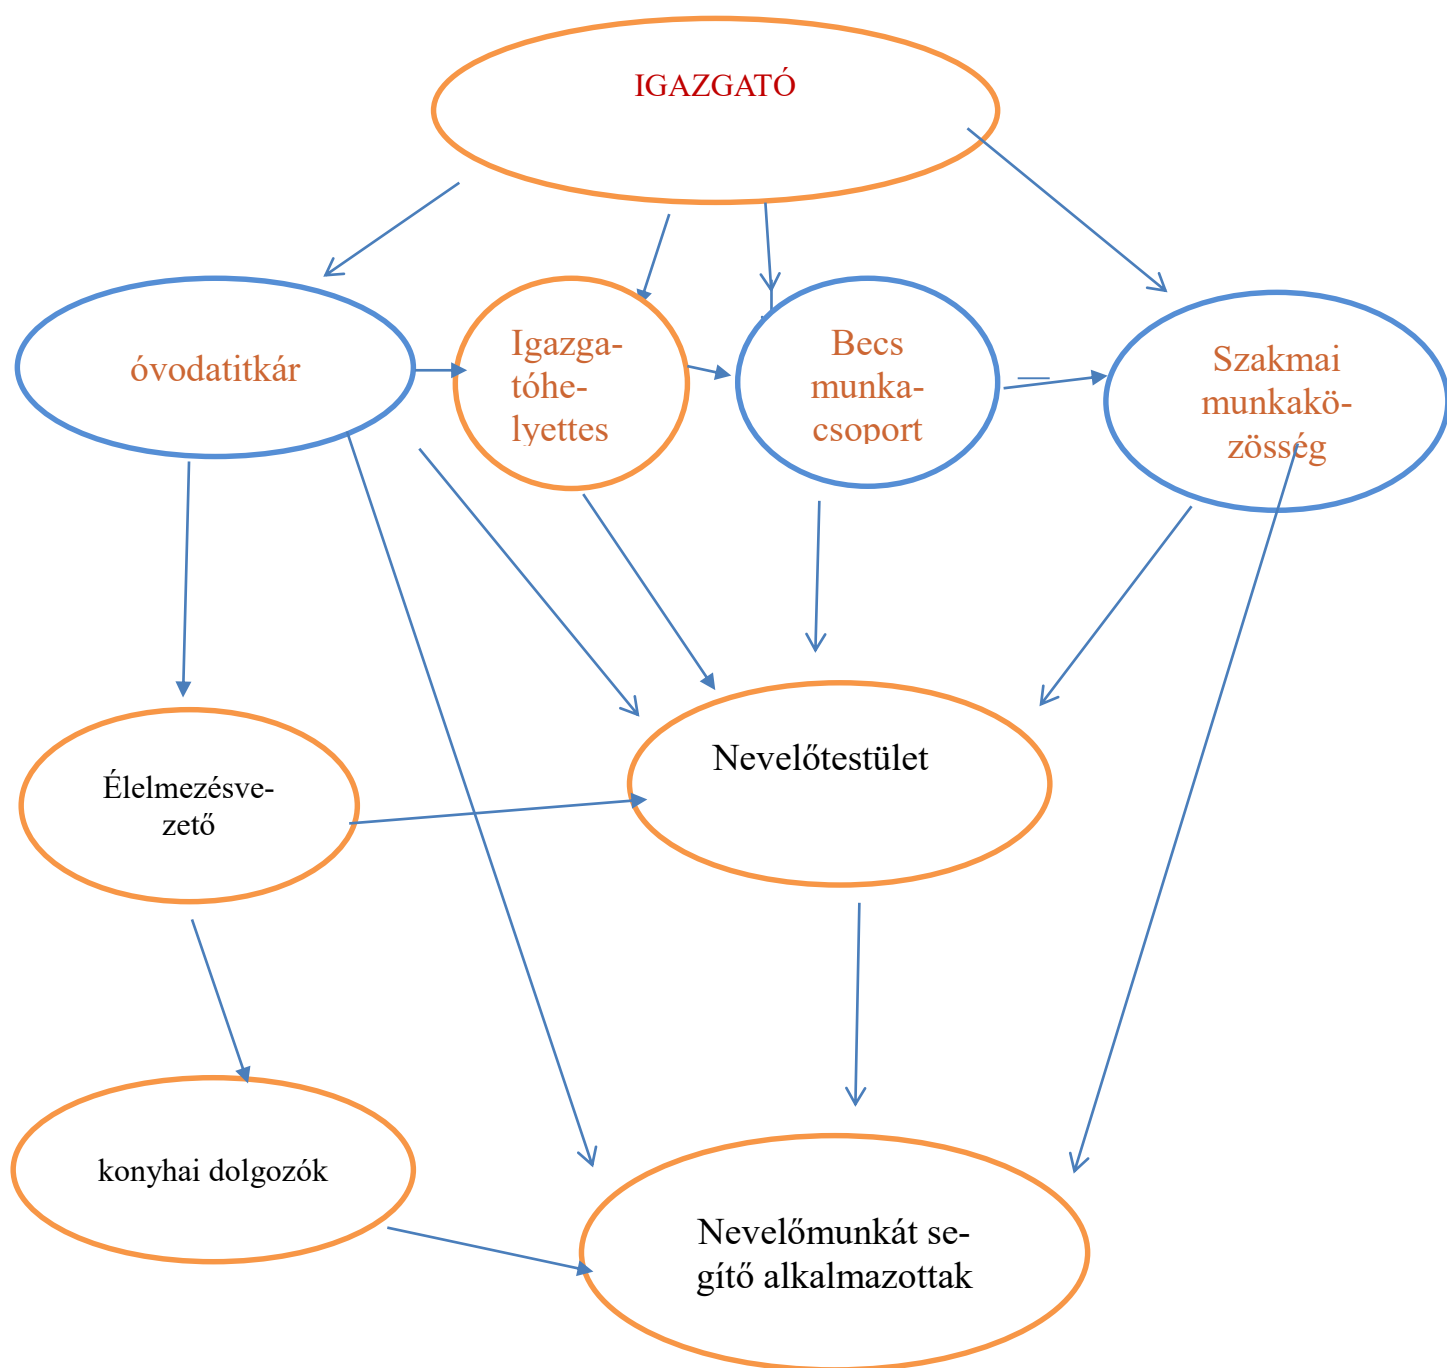 IGAZGATÓ
óvodatitkár
Igazga-
tóhe-
lyettes
Becs
munka-
csoport
Szakmai
munkakö-
zösség
Élelmezésve-
zető
Nevelőtestület
konyhai dolgozók
Nevelőmunkát se-
gítő alkalmazottak